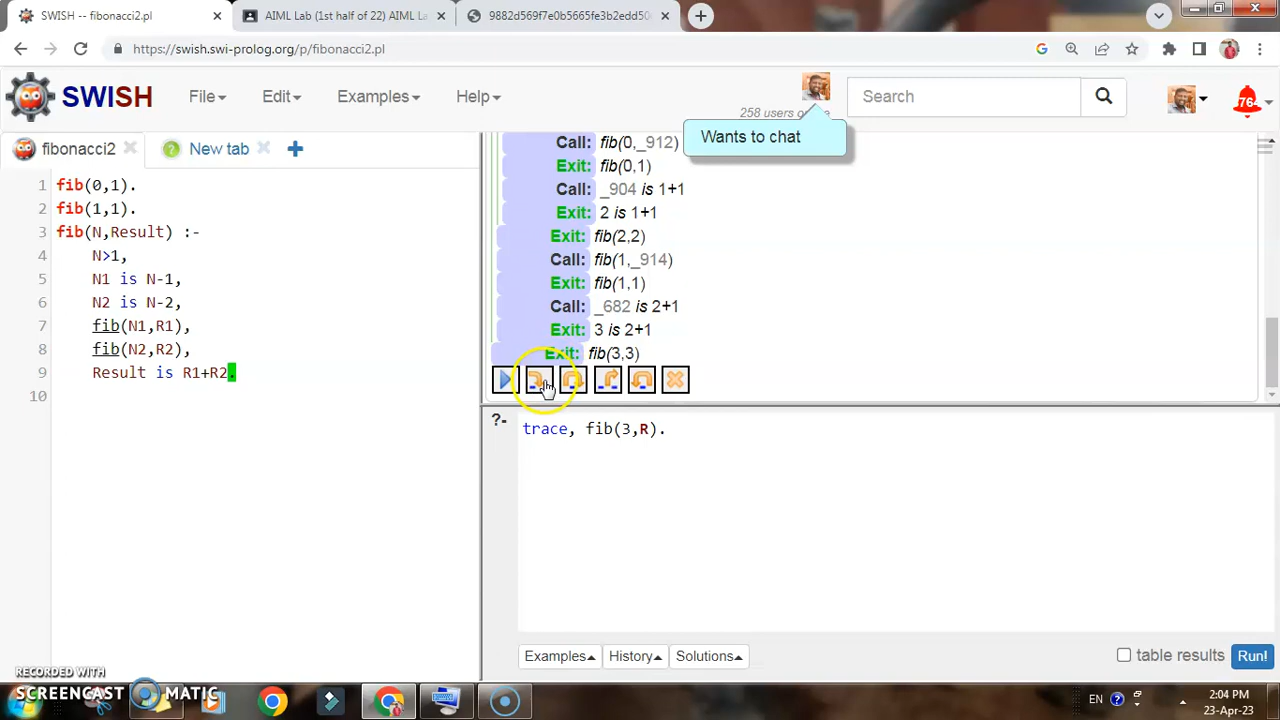 SWISH -- fibonacci2.pl
AIML Lab (1st half of 22) AIML La
9882d569f7e0b5665fe3b2edd50
https://swish.swi-prolog.org/p/fibonacci2.pl
SWISH
File
Edit
Examples
Help
258 users o
Search
764
Wants to chat
fibonacci2
New tab
1 fib(0,1).
2 fib(1,1).
3 fib(N,Result) :-
4 N>1,
5 N1 is N-1,
6 N2 is N-2,
7 fib(N1,R1),
8 fib(N2,R2),
9 Result is R1+R2.
10
Call: fib(0,_912)
Exit: fib(0,1)
Call: _904 is 1+1
Exit: 2 is 1+1
Exit: fib(2,2)
Call: fib(1,_914)
Exit: fib(1,1)
Call: _682 is 2+1
Exit: 3 is 2+1
Exit: fib(3,3)
?- trace, fib(3,R).
Examples
History
Solutions
table results
Run!
RECORDED WITH
SCREENCAST MATIC
EN
2:04 PM
23-Apr-23